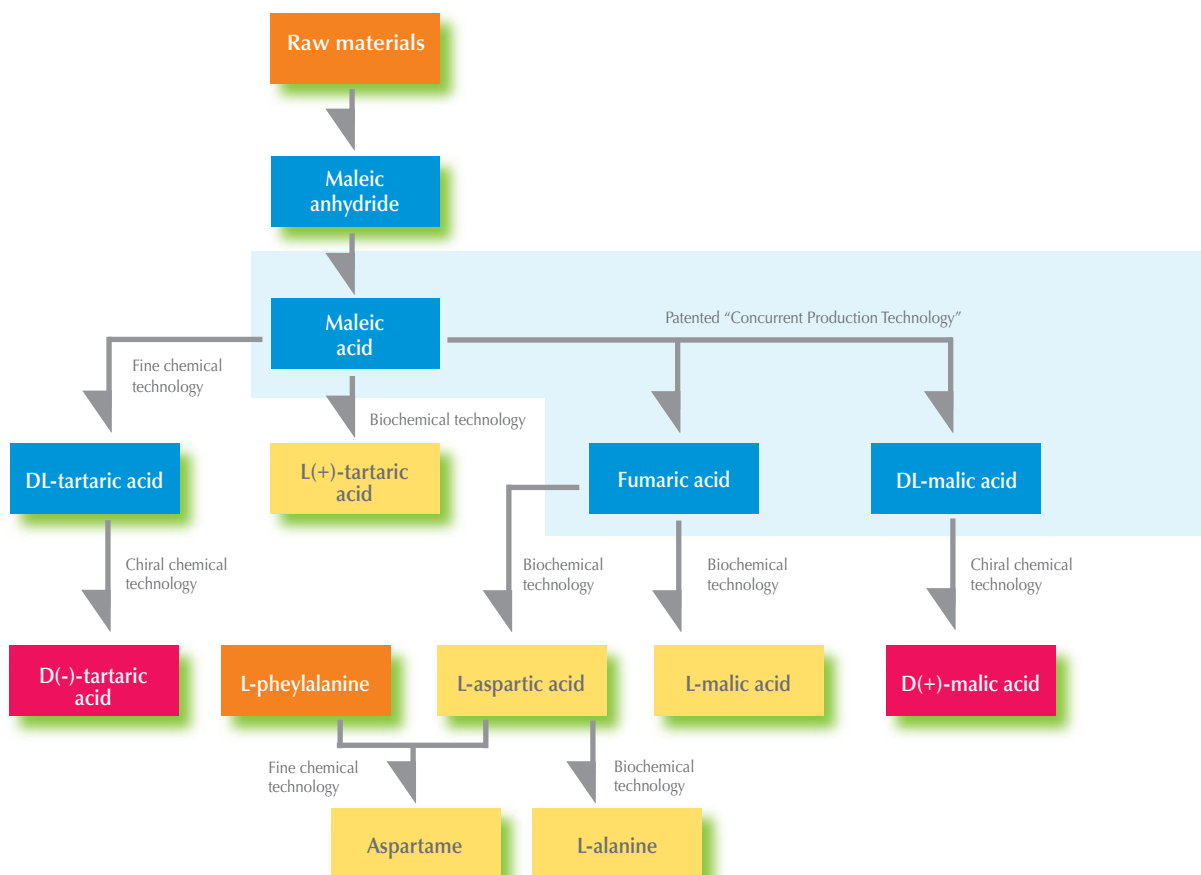 Raw materials
Maleic
anhydride
Maleic
acid
Patented “Concurrent Production Technology”
Fine chemical
technology
Biochemical technology
DL-tartaric acid
L(+)-tartaric
acid
Fumaric acid
DL-malic acid
Chiral chemical
technology
Biochemical
technology
Biochemical
technology
Chiral chemical
technology
D(-)-tartaric
acid
L-pheylalanine
L-aspartic acid
L-malic acid
D(+)-malic acid
Fine chemical
technology
Biochemical
technology
Aspartame
L-alanine